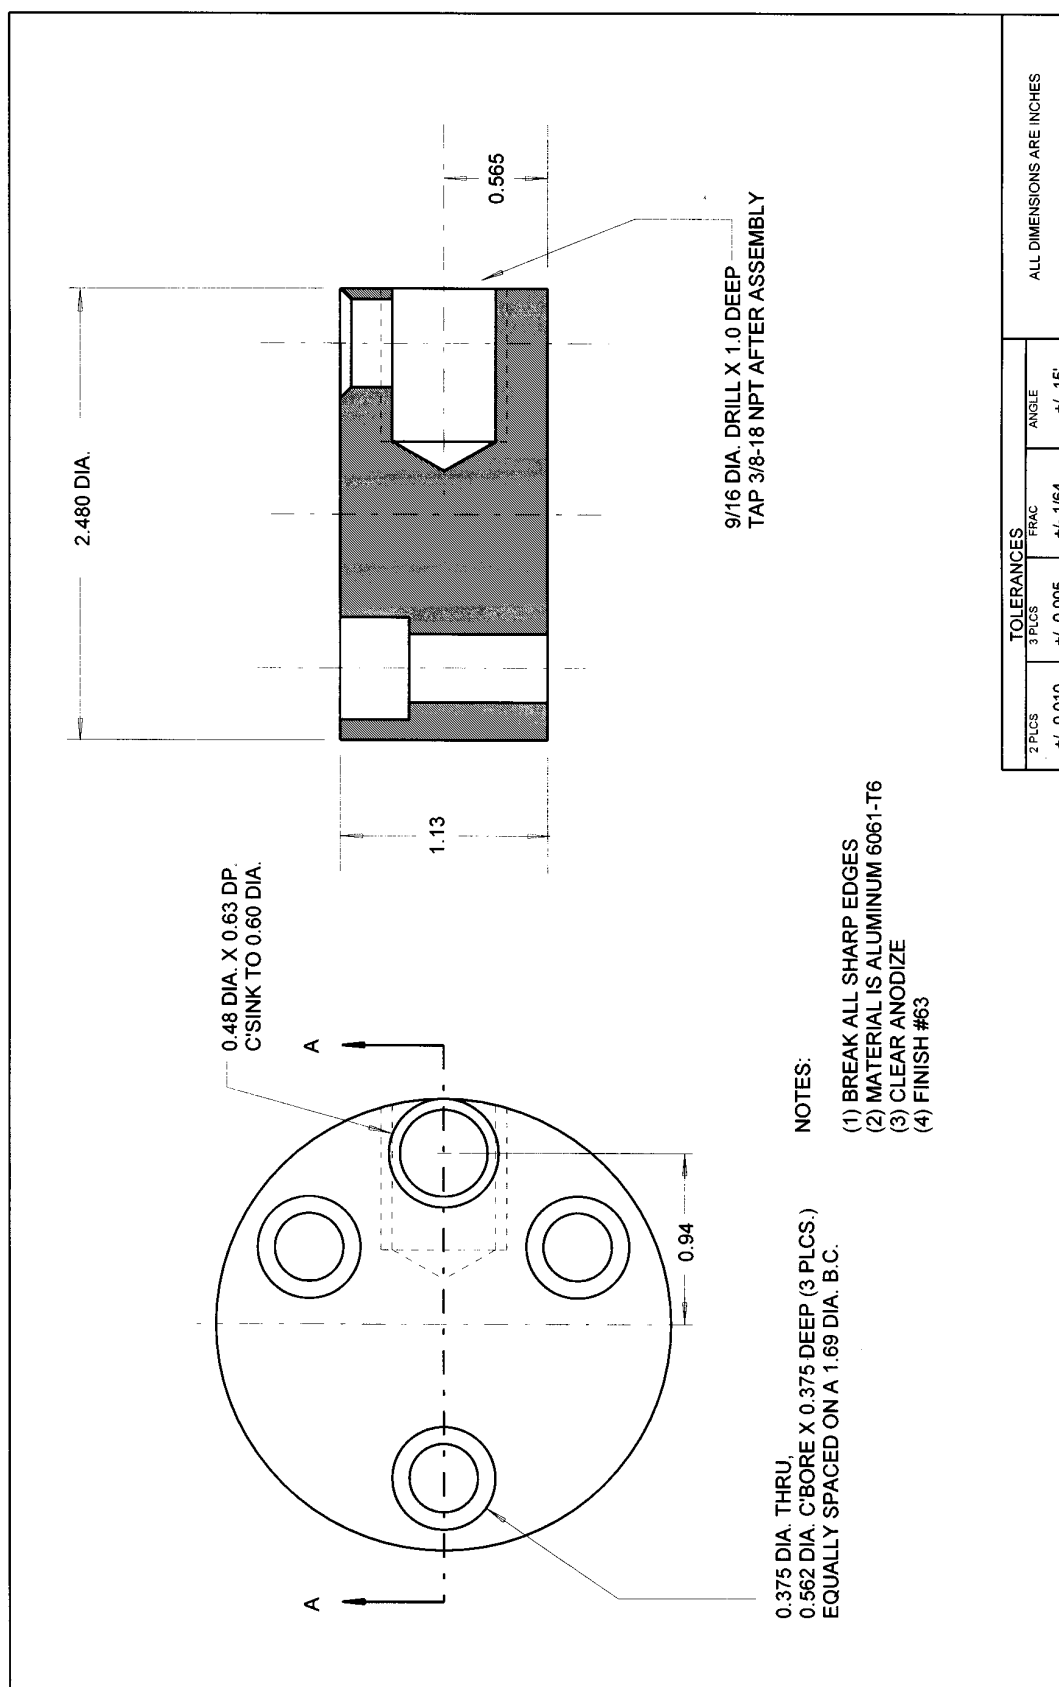 0.48 DIA. X 0.63 DP.
C'SINK TO 0.60 DIA.
A
A
2.480 DIA.
1.13
0.565
0.94
9/16 DIA. DRILL X 1.0 DEEP
TAP 3/8-18 NPT AFTER ASSEMBLY
0.375 DIA. THRU,
0.562 DIA. C'BORE X 0.375 DEEP (3 PLCS.)
EQUALLY SPACED ON A 1.69 DIA. B.C.
NOTES:
(1) BREAK ALL SHARP EDGES
(2) MATERIAL IS ALUMINUM 6061-T6
(3) CLEAR ANODIZE
(4) FINISH #63
TOLERANCES
2 PLCS 3 PLCS FRAC ANGLE
+/- 0.010 +/- 0.005 +/- 1/64 +/- 15'
ALL DIMENSIONS ARE INCHES